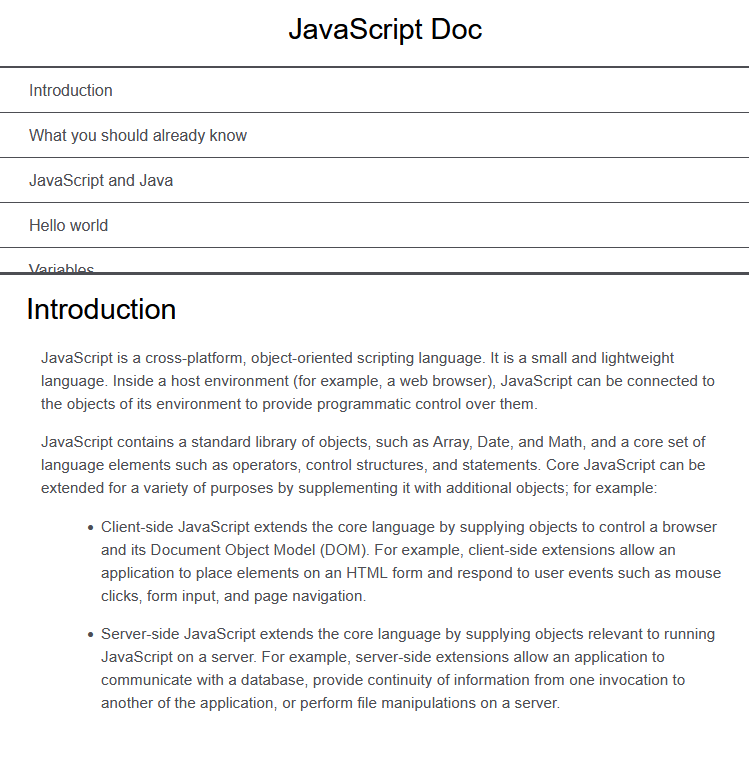 JavaScript Doc
Introduction
What you should already know
JavaScript and Java
Hello world
Variables
Introduction
JavaScript is a cross-platform, object-oriented scripting language. It is a small and lightweight
language. Inside a host environment (for example, a web browser), JavaScript can be connected to
the objects of its environment to provide programmatic control over them.
JavaScript contains a standard library of objects, such as Array, Date, and Math, and a core set of
language elements such as operators, control structures, and statements. Core JavaScript can be
extended for a variety of purposes by supplementing it with additional objects; for example:
• Client-side JavaScript extends the core language by supplying objects to control a browser
and its Document Object Model (DOM). For example, client-side extensions allow an
application to place elements on an HTML form and respond to user events such as mouse
clicks, form input, and page navigation.
• Server-side JavaScript extends the core language by supplying objects relevant to running
JavaScript on a server. For example, server-side extensions allow an application to
communicate with a database, provide continuity of information from one invocation to
another of the application, or perform file manipulations on a server.